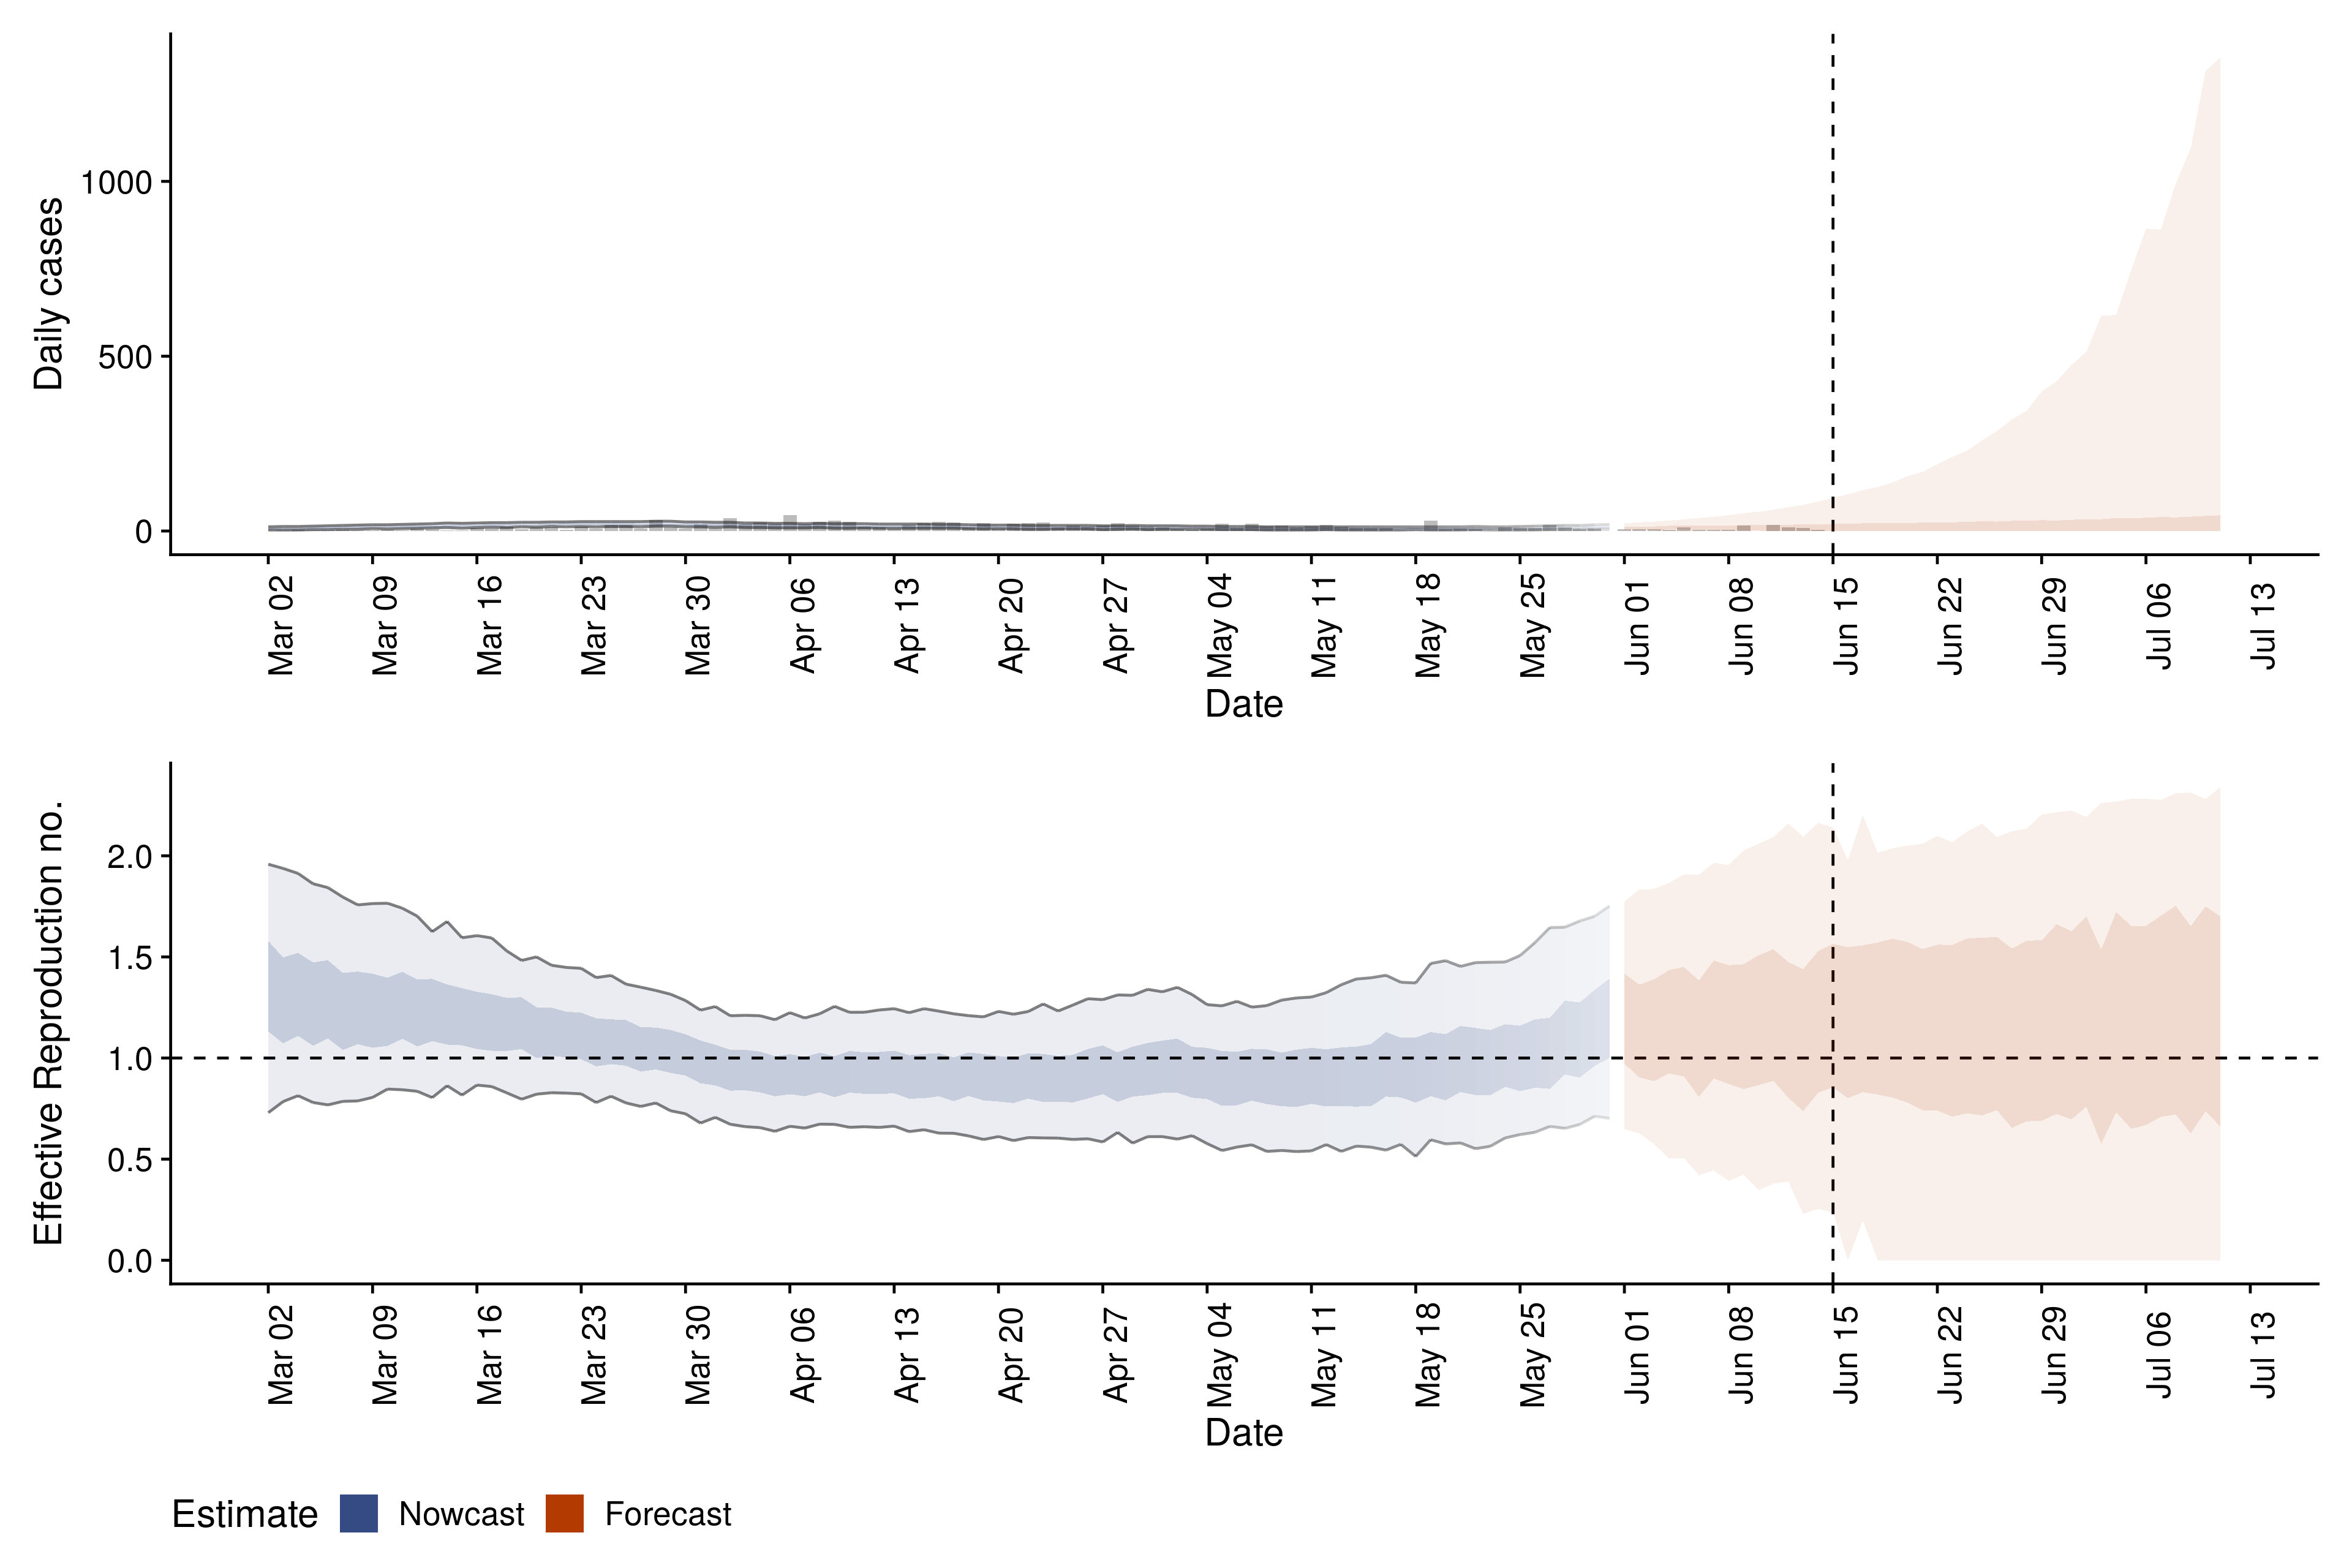 Daily cases
1000
500
0
Mar 02 Mar 09 Mar 16 Mar 23 Mar 30 Apr 06 Apr 13 Apr 20 Apr 27 May 04 May 11 May 18 May 25 Jun 01 Jun 08 Jun 15 Jun 22 Jun 29 Jul 06 Jul 13
Date
Effective Reproduction no.
2.0
1.5
1.0
0.5
0.0
Mar 02 Mar 09 Mar 16 Mar 23 Mar 30 Apr 06 Apr 13 Apr 20 Apr 27 May 04 May 11 May 18 May 25 Jun 01 Jun 08 Jun 15 Jun 22 Jun 29 Jul 06 Jul 13
Date
Estimate Nowcast Forecast